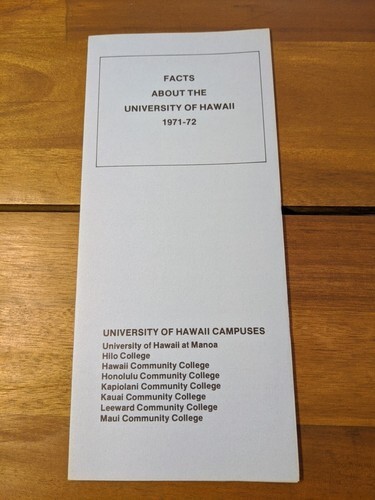 FACTS
ABOUT THE
UNIVERSITY OF HAWAII
1971-72
UNIVERSITY OF HAWAII CAMPUSES
University of Hawaii at Manoa
Hilo College
Hawaii Community College
Honolulu Community College
Kapiolani Community College
Kauai Community College
Leeward Community College
Maui Community College